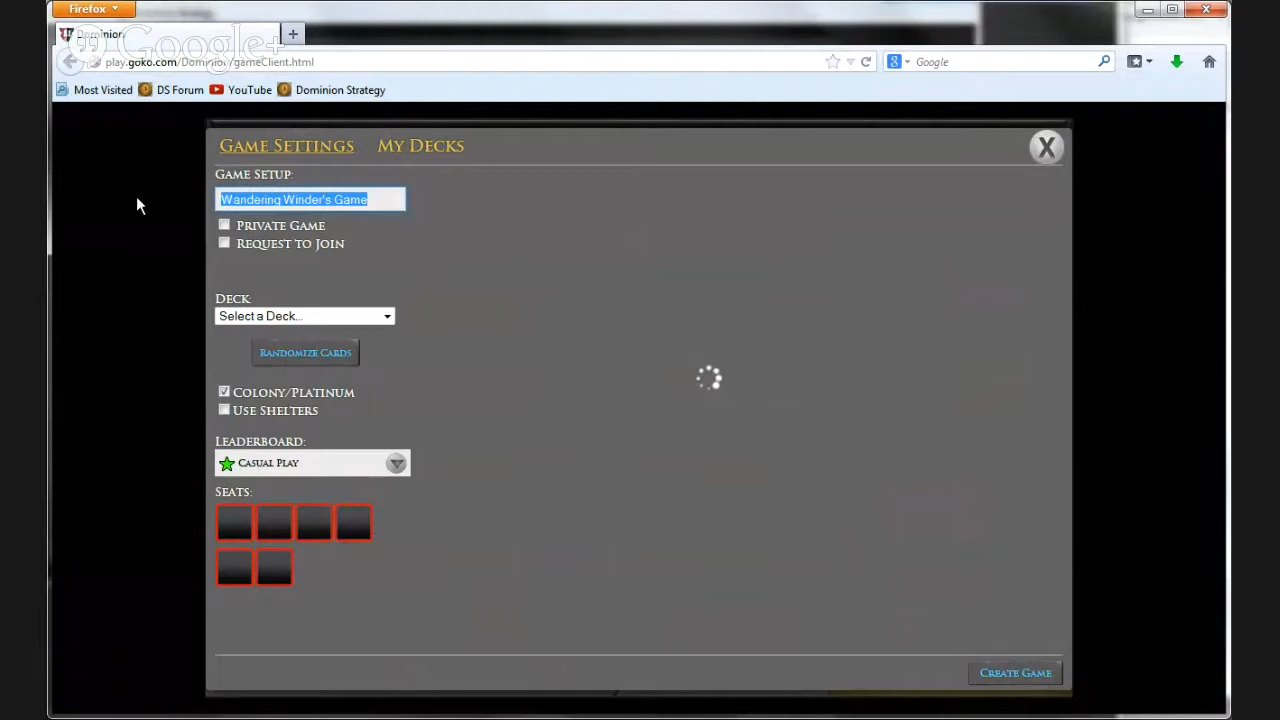 Firefox
Dominion
Google+
play.goko.com/Dominion/gameClient.html
Google
Most Visited
DS Forum
YouTube
Dominion Strategy
GAME SETTINGS
MY DECKS
X
GAME SETUP:
Wandering Winder's Game
PRIVATE GAME
REQUEST TO JOIN
DECK:
Select a Deck...
RANDOMIZE CARDS
COLONY/PLATINUM
USE SHELTERS
LEADERBOARD:
CASUAL PLAY
SEATS:
CREATE GAME